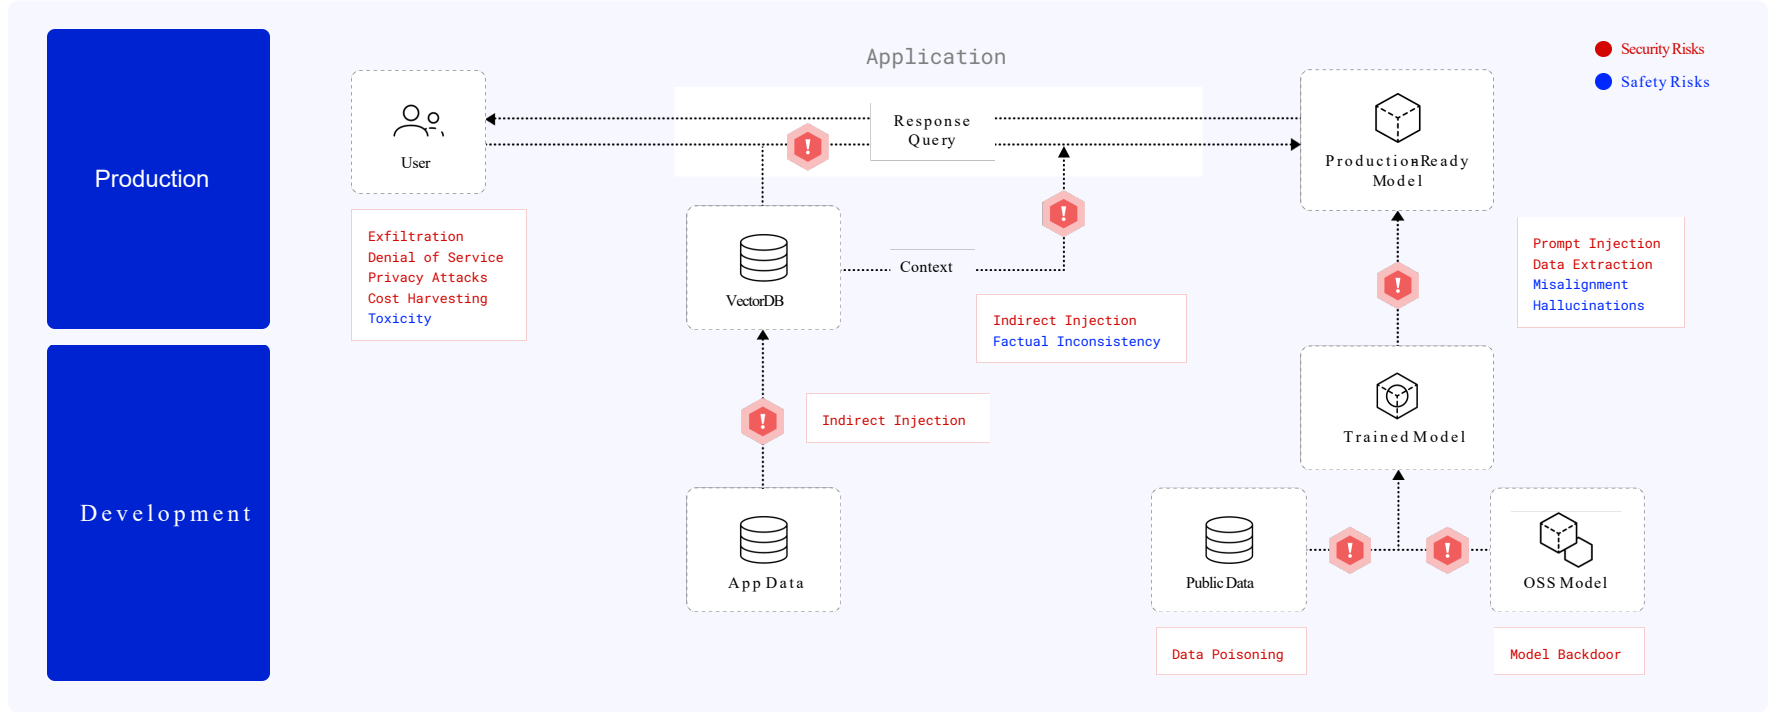 Application
Security Risks
Safety Risks
Production
User
Response
Query
Production-Ready
Model
Exfiltration
Denial of Service
Privacy Attacks
Cost Harvesting
Toxicity
VectorDB
Context
Indirect Injection
Factual Inconsistency
Prompt Injection
Data Extraction
Misalignment
Hallucinations
Development
Indirect Injection
Trained Model
App Data
Public Data
OSS Model
Data Poisoning
Model Backdoor